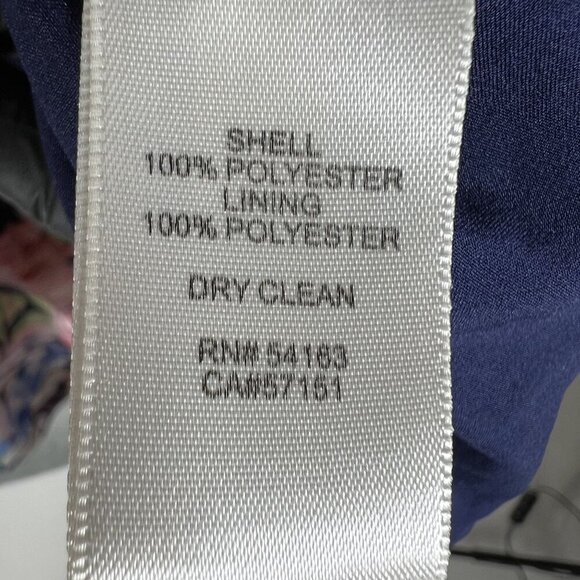 SHELL
100% POLYESTER
LINING
100% POLYESTER
DRY CLEAN
RN# 54163
CA#57151